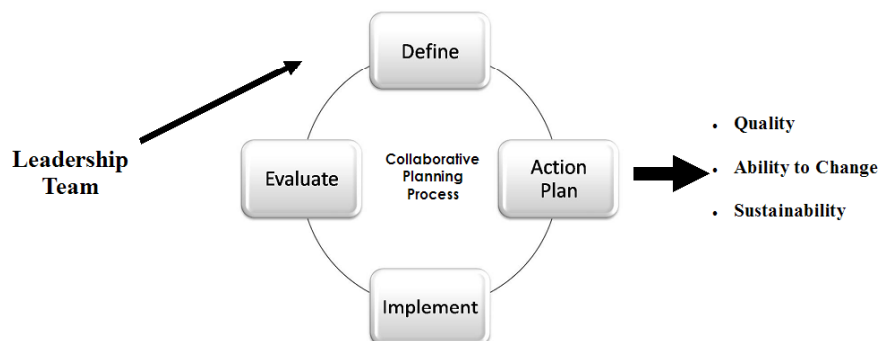 Define
Leadership
Team
Evaluate
Collaborative
Planning
Process
Action
Plan
• Quality
• Ability to Change
• Sustainability
Implement